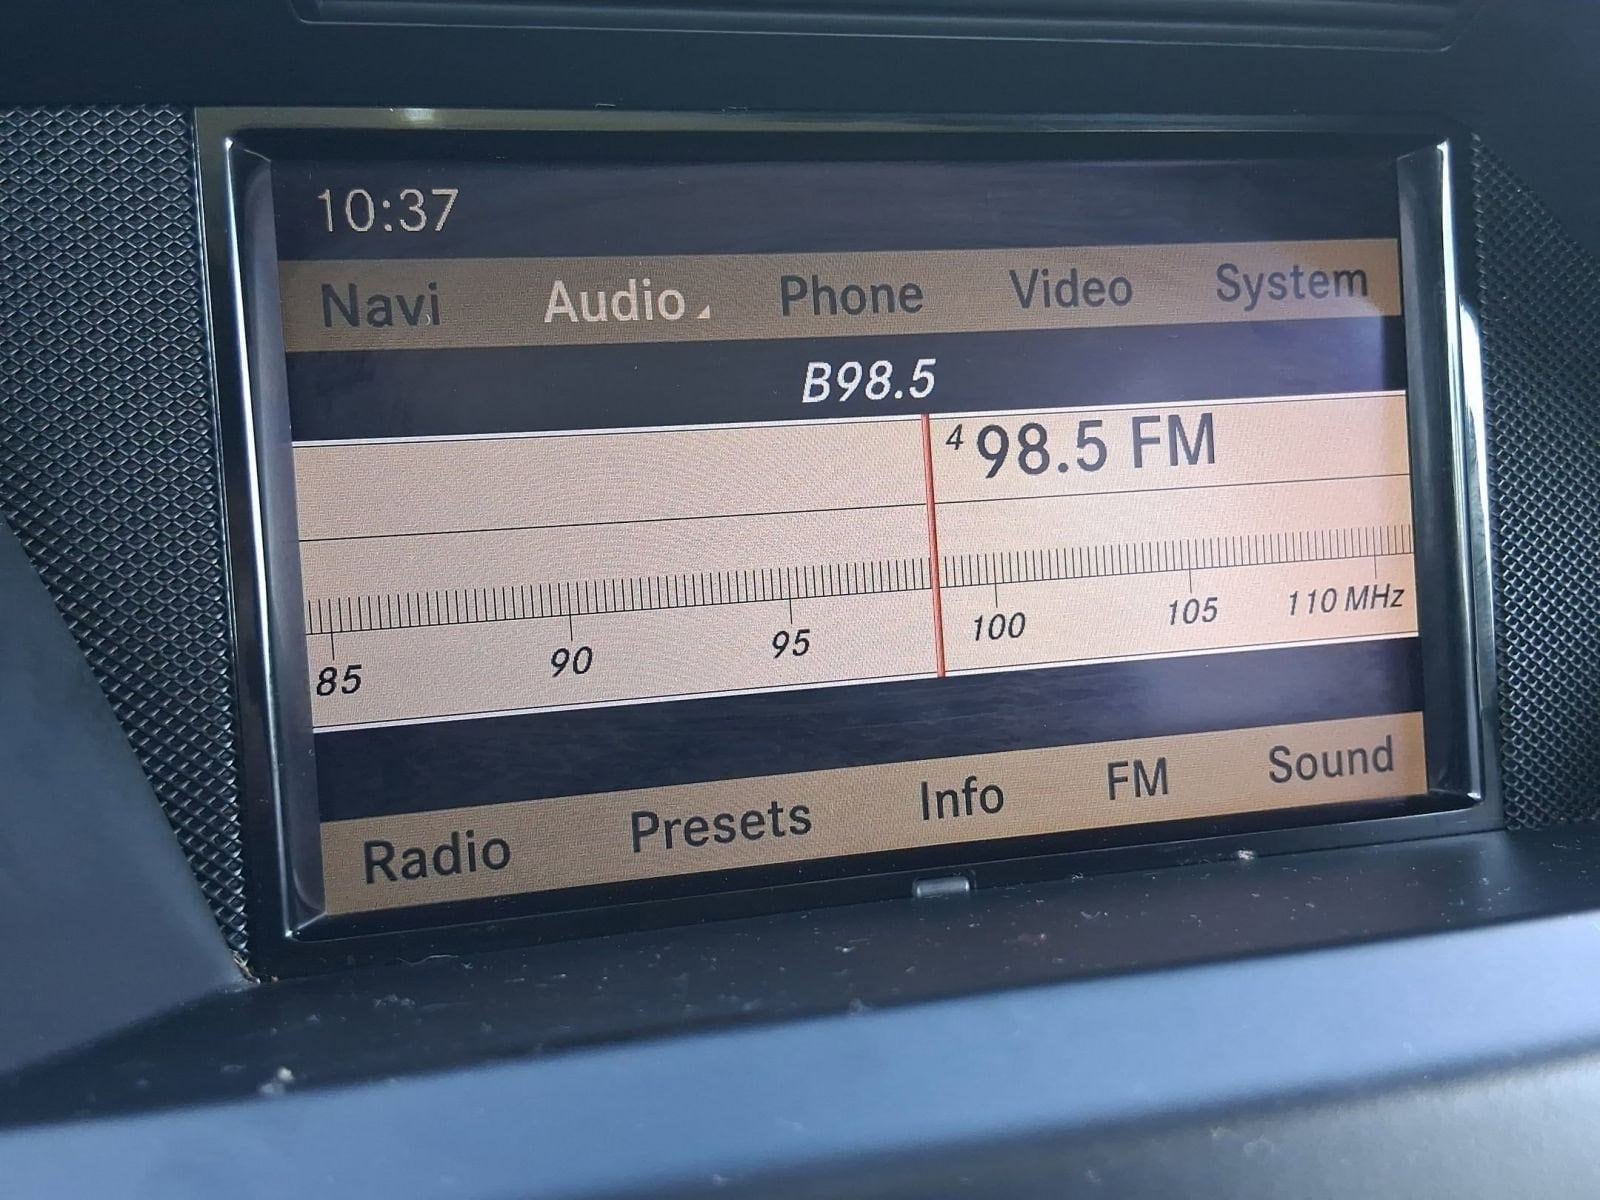 10:37
Navi Audio Phone Video System
B98.5
4 98.5 FM
85 90 95 100 105 110 MHz
Radio Presets Info FM Sound